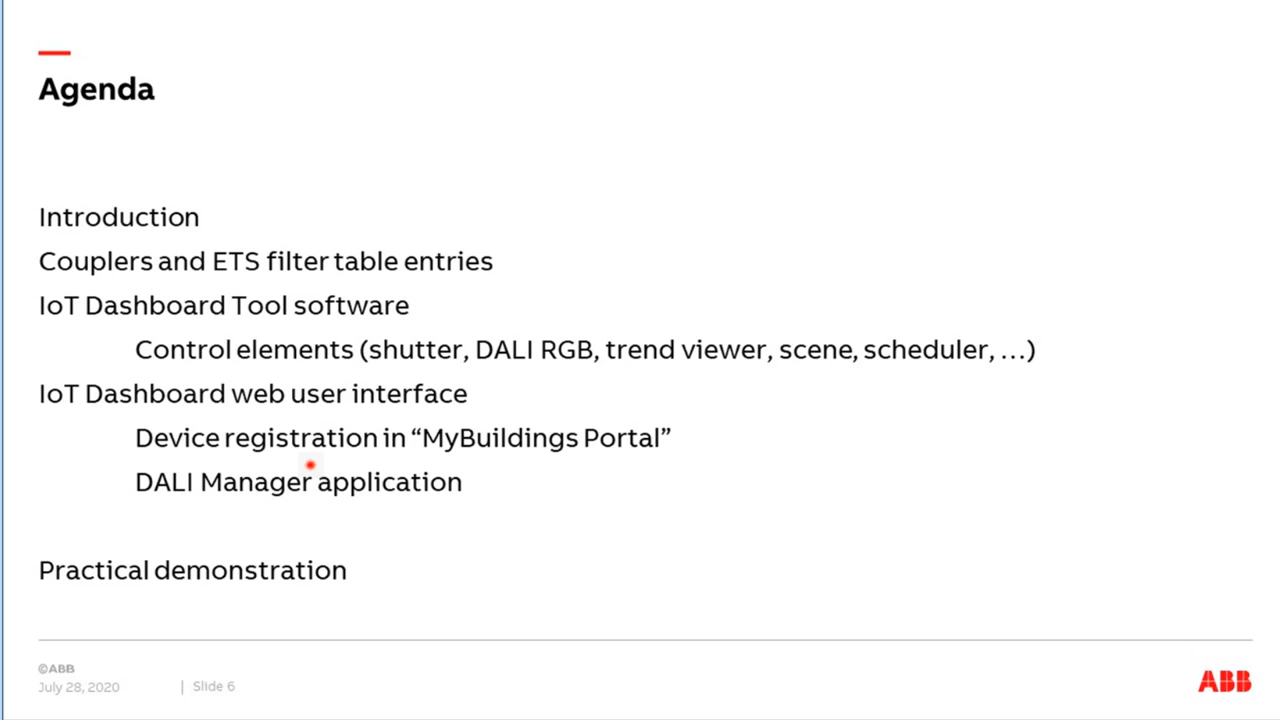 Agenda
Introduction
Couplers and ETS filter table entries
IoT Dashboard Tool software
Control elements (shutter, DALI RGB, trend viewer, scene, scheduler, …)
IoT Dashboard web user interface
Device registration in “MyBuildings Portal”
DALI Manager application
Practical demonstration
©ABB
July 28, 2020 | Slide 6
ABB